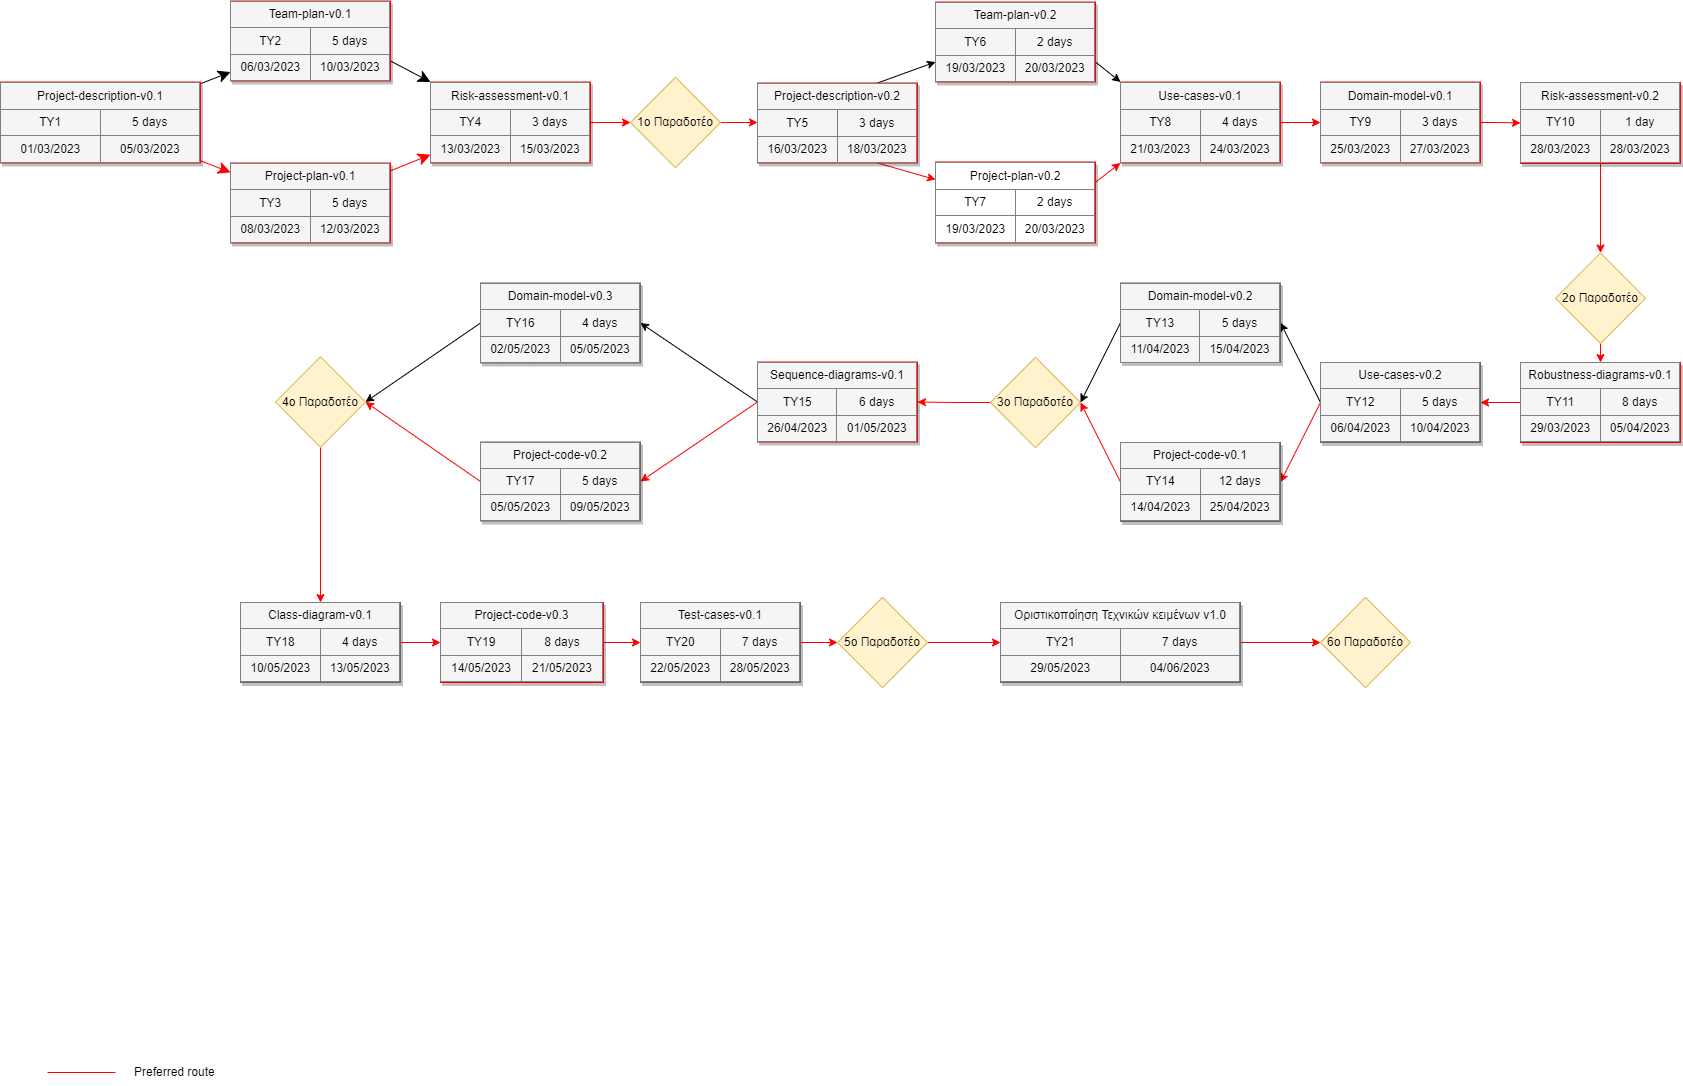 Project-description-v0.1
TY1 5 days
01/03/2023 05/03/2023
Team-plan-v0.1
TY2 5 days
06/03/2023 10/03/2023
Project-plan-v0.1
TY3 5 days
08/03/2023 12/03/2023
Risk-assessment-v0.1
TY4 3 days
13/03/2023 15/03/2023
1ο Παραδοτέο
Project-description-v0.2
TY5 3 days
16/03/2023 18/03/2023
Team-plan-v0.2
TY6 2 days
19/03/2023 20/03/2023
Project-plan-v0.2
TY7 2 days
19/03/2023 20/03/2023
Use-cases-v0.1
TY8 4 days
21/03/2023 24/03/2023
Domain-model-v0.1
TY9 3 days
25/03/2023 27/03/2023
Risk-assessment-v0.2
TY10 1 day
28/03/2023 28/03/2023
2ο Παραδοτέο
Robustness-diagrams-v0.1
TY11 8 days
29/03/2023 05/04/2023
Use-cases-v0.2
TY12 5 days
06/04/2023 10/04/2023
Domain-model-v0.2
TY13 5 days
11/04/2023 15/04/2023
Project-code-v0.1
TY14 12 days
14/04/2023 25/04/2023
3ο Παραδοτέο
Sequence-diagrams-v0.1
TY15 6 days
26/04/2023 01/05/2023
Domain-model-v0.3
TY16 4 days
02/05/2023 05/05/2023
Project-code-v0.2
TY17 5 days
05/05/2023 09/05/2023
4ο Παραδοτέο
Class-diagram-v0.1
TY18 4 days
10/05/2023 13/05/2023
Project-code-v0.3
TY19 8 days
14/05/2023 21/05/2023
Test-cases-v0.1
TY20 7 days
22/05/2023 28/05/2023
5ο Παραδοτέο
Οριστικοποίηση Τεχνικών κειμένων v1.0
TY21 7 days
29/05/2023 04/06/2023
6ο Παραδοτέο
Preferred route